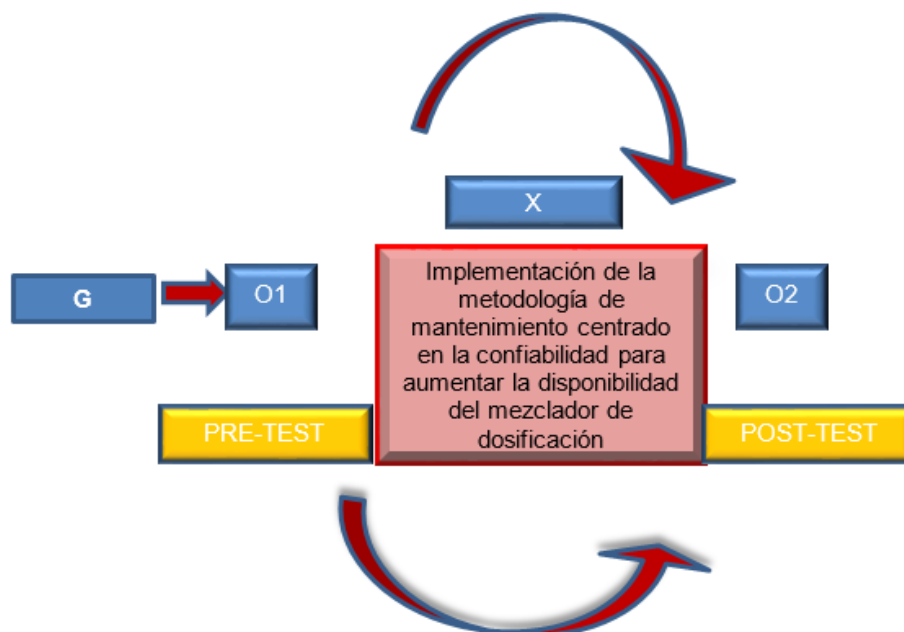 X
G
O1
Implementación de la
metodología de
mantenimiento centrado
en la confiabilidad para
aumentar la disponibilidad
del mezclador de
dosificación
O2
PRE-TEST
POST-TEST